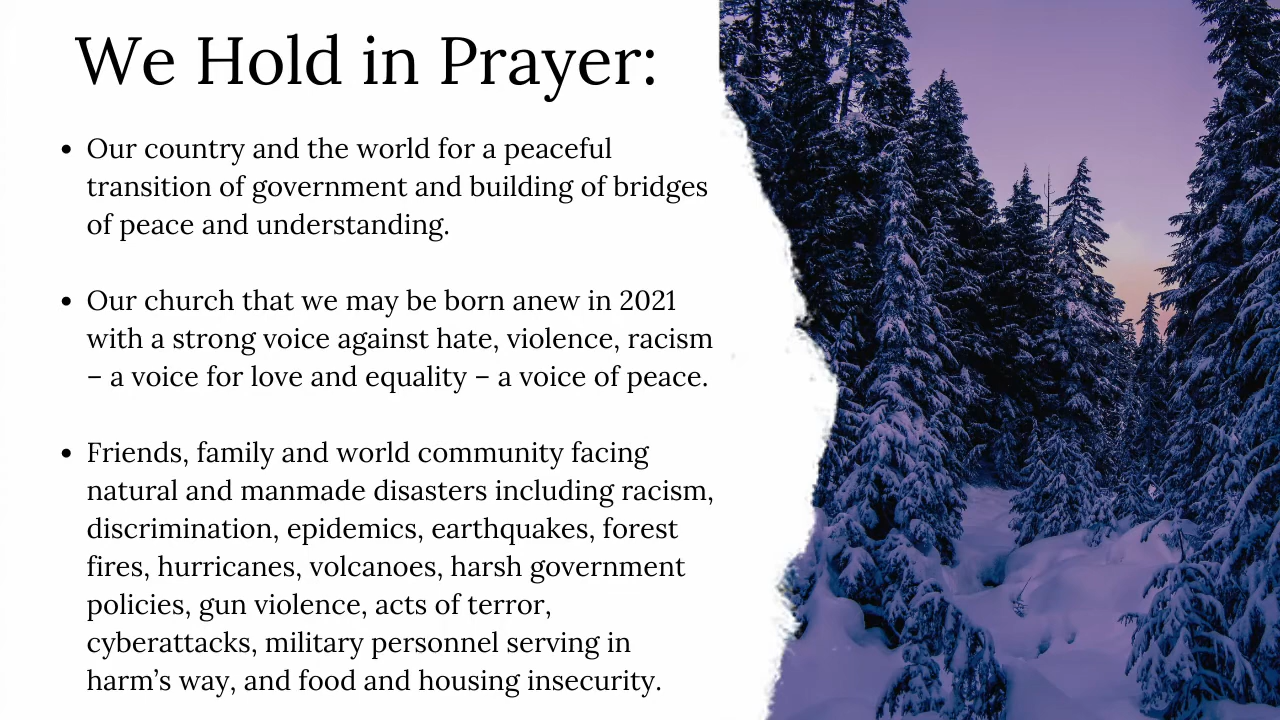 We Hold in Prayer:
• Our country and the world for a peaceful
transition of government and building of bridges
of peace and understanding.
• Our church that we may be born anew in 2021
with a strong voice against hate, violence, racism
– a voice for love and equality – a voice of peace.
• Friends, family and world community facing
natural and manmade disasters including racism,
discrimination, epidemics, earthquakes, forest
fires, hurricanes, volcanoes, harsh government
policies, gun violence, acts of terror,
cyberattacks, military personnel serving in
harm’s way, and food and housing insecurity.